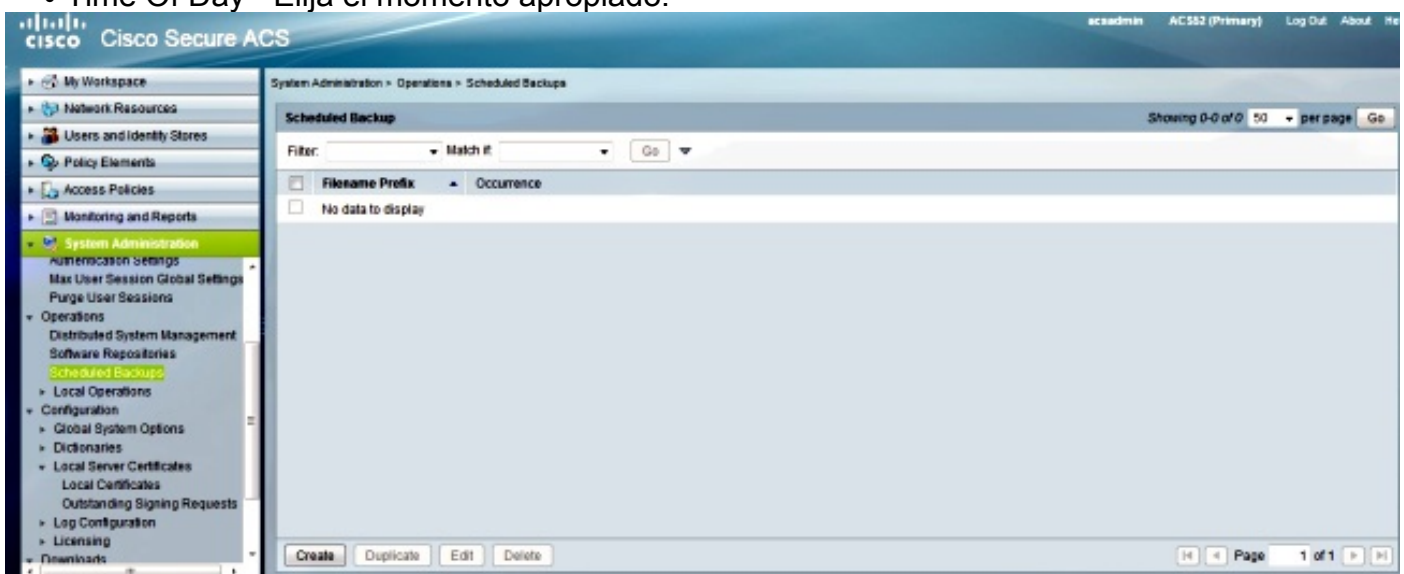 • Time Of Day - Elija el momento apropiado.
CISCO Cisco Secure ACS
acsadmin ACS52 (Primary) Log Out About He
My Workspace
Network Resources
Users and Identity Stores
Policy Elements
Access Policies
Monitoring and Reports
System Administration
Authentication Settings
Max User Session Global Settings
Purge User Sessions
Operations
Distributed System Management
Software Repositories
Scheduled Backups
Local Operations
Configuration
Global System Options
Dictionaries
Local Server Certificates
Local Certificates
Outstanding Signing Requests
Log Configuration
Licensing
Downloads
System Administration > Operations > Scheduled Backups
Scheduled Backup
Showing 0-0 of 0 50 per page Go
Filter: Match if: Go
Filename Prefix Occurrence
No data to display
Create Duplicate Edit Delete
Page 1 of 1